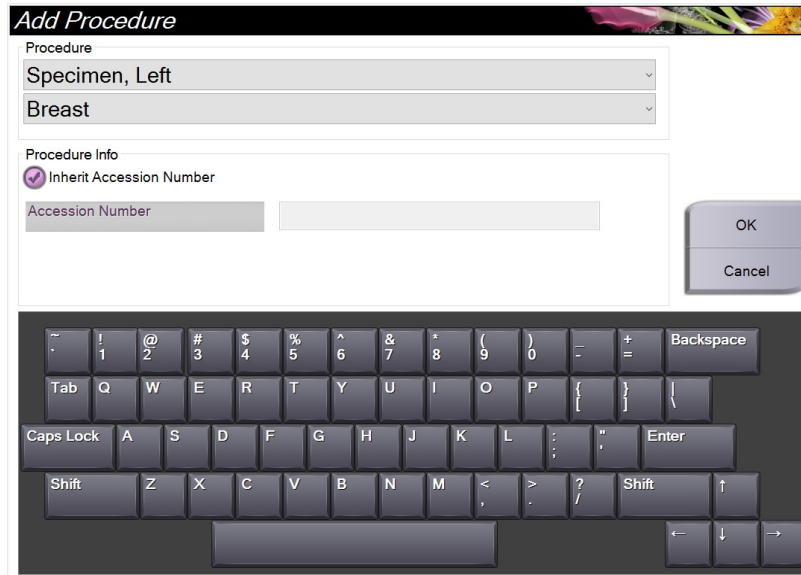 Add Procedure
Procedure
Specimen, Left
Breast
Procedure Info
Inherit Accession Number
Accession Number
OK
Cancel
~ ! @ # $ % ^ & * ( ) _ + Backspace
` 1 2 3 4 5 6 7 8 9 0 - =
Tab Q W E R T Y U I O P { } |
[ ] \
Caps Lock A S D F G H J K L : " Enter
; '
Shift Z X C V B N M < > ? Shift ↑
, . /
← ↓ →